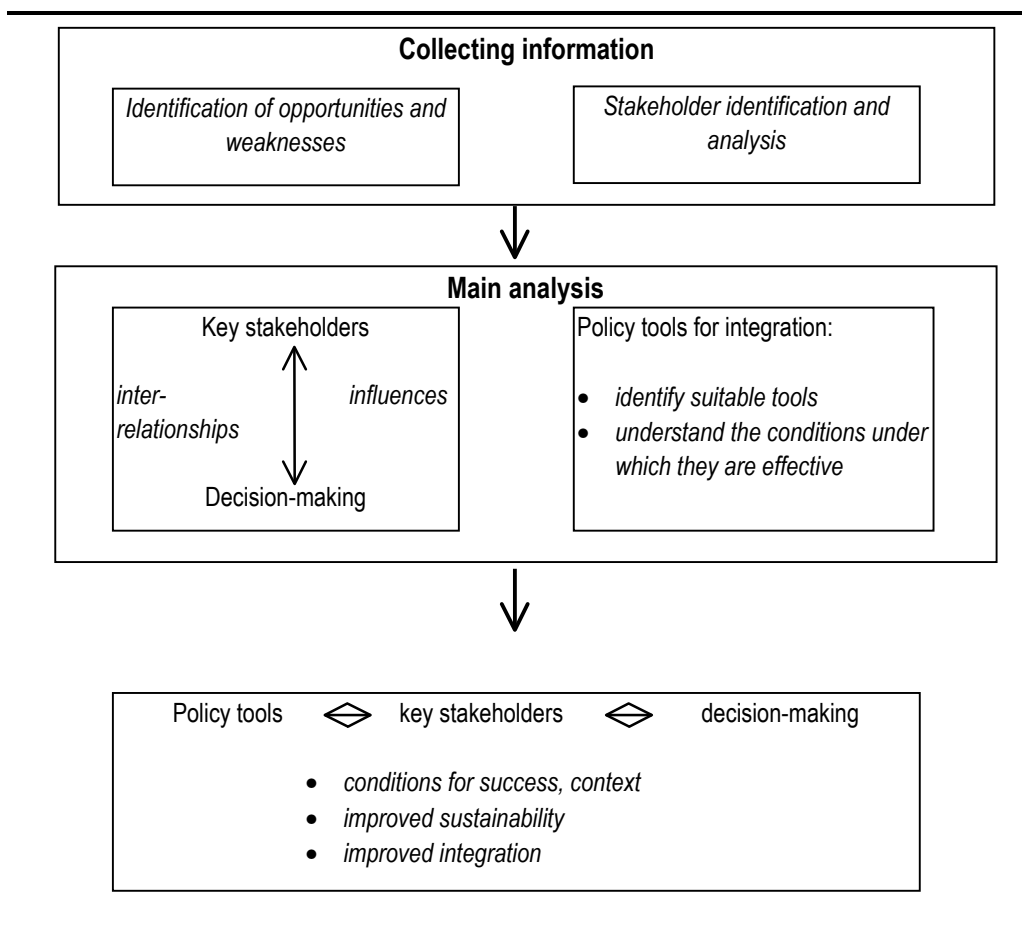 Collecting information
Identification of opportunities and
weaknesses
Stakeholder identification and
analysis
Main analysis
Key stakeholders
inter-
relationships
influences
Decision-making
Policy tools for integration:
• identify suitable tools
• understand the conditions under
which they are effective
Policy tools key stakeholders decision-making
• conditions for success, context
• improved sustainability
• improved integration